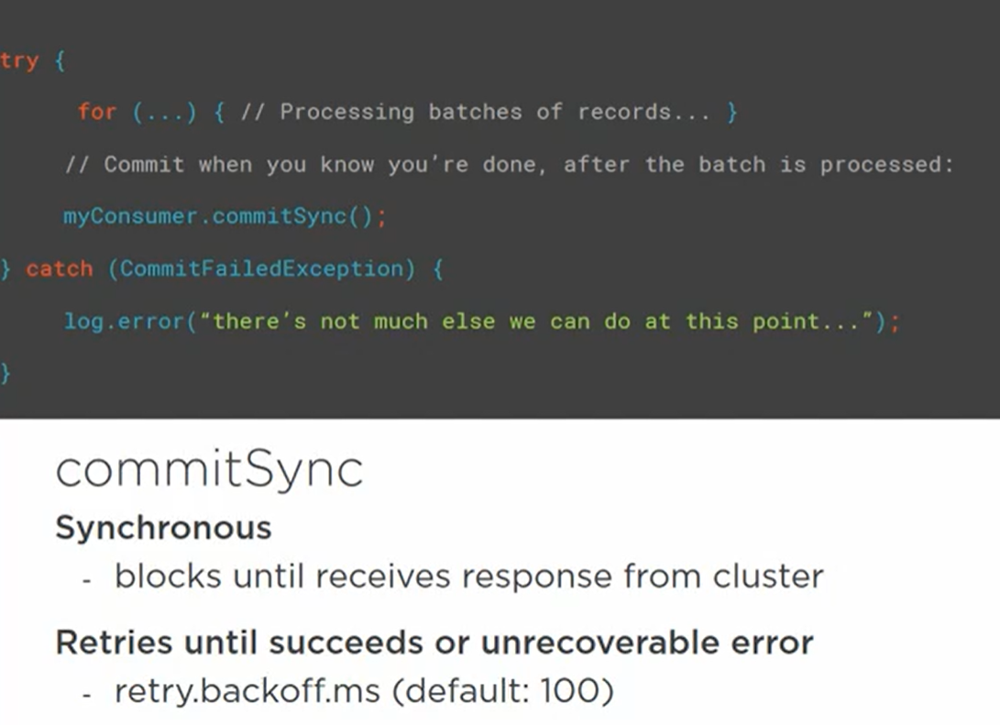 try {
for (...) { // Processing batches of records... }
// Commit when you know you’re done, after the batch is processed:
myConsumer.commitSync();
} catch (CommitFailedException) {
log.error(“there’s not much else we can do at this point...”);
}
commitSync
Synchronous
- blocks until receives response from cluster
Retries until succeeds or unrecoverable error
- retry.backoff.ms (default: 100)